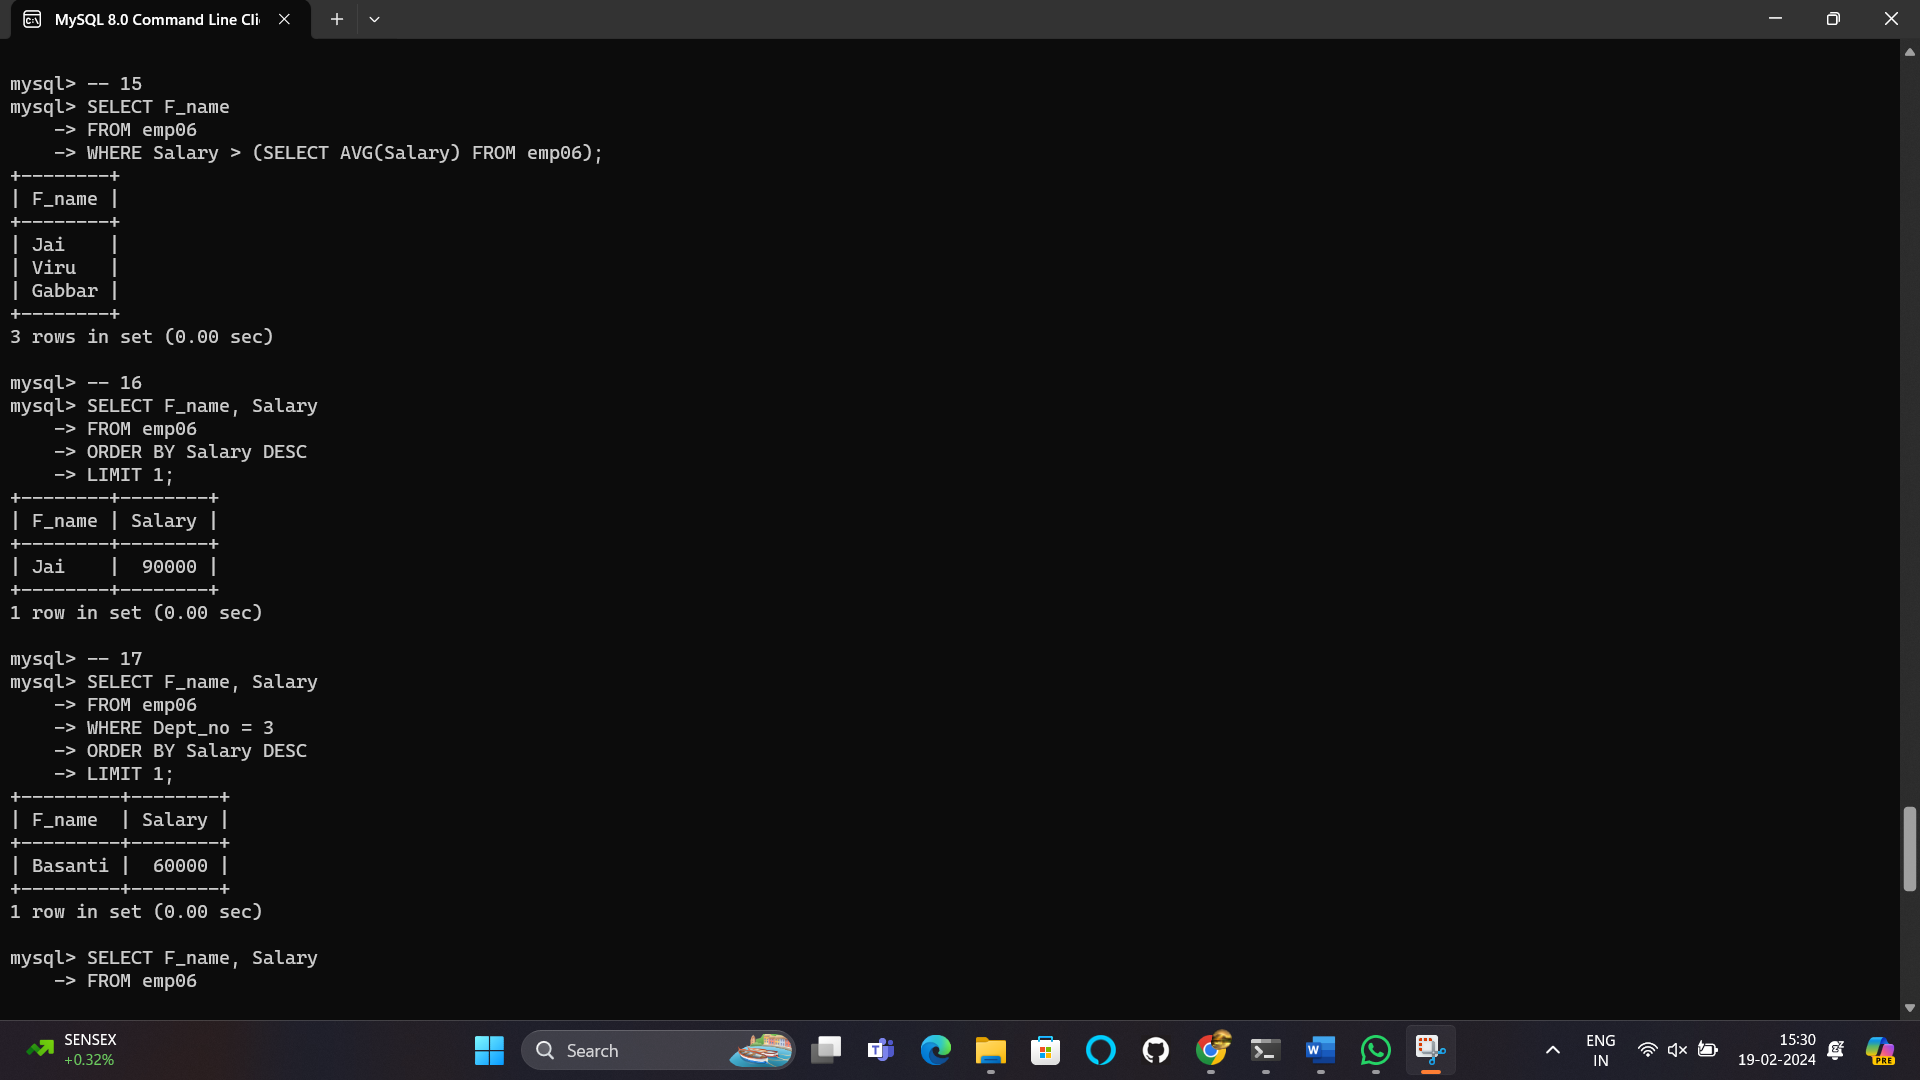 MySQL 8.0 Command Line Cli
mysql> -- 15
mysql> SELECT F_name
    -> FROM emp06
    -> WHERE Salary > (SELECT AVG(Salary) FROM emp06);
+--------+
| F_name |
+--------+
| Jai    |
| Viru   |
| Gabbar |
+--------+
3 rows in set (0.00 sec)
mysql> -- 16
mysql> SELECT F_name, Salary
    -> FROM emp06
    -> ORDER BY Salary DESC
    -> LIMIT 1;
+--------+--------+
| F_name | Salary |
+--------+--------+
| Jai    |  90000 |
+--------+--------+
1 row in set (0.00 sec)
mysql> -- 17
mysql> SELECT F_name, Salary
    -> FROM emp06
    -> WHERE Dept_no = 3
    -> ORDER BY Salary DESC
    -> LIMIT 1;
+---------+--------+
| F_name  | Salary |
+---------+--------+
| Basanti |  60000 |
+---------+--------+
1 row in set (0.00 sec)
mysql> SELECT F_name, Salary
    -> FROM emp06
SENSEX
+0.32%
Search
ENG
IN
15:30
19-02-2024
PRE